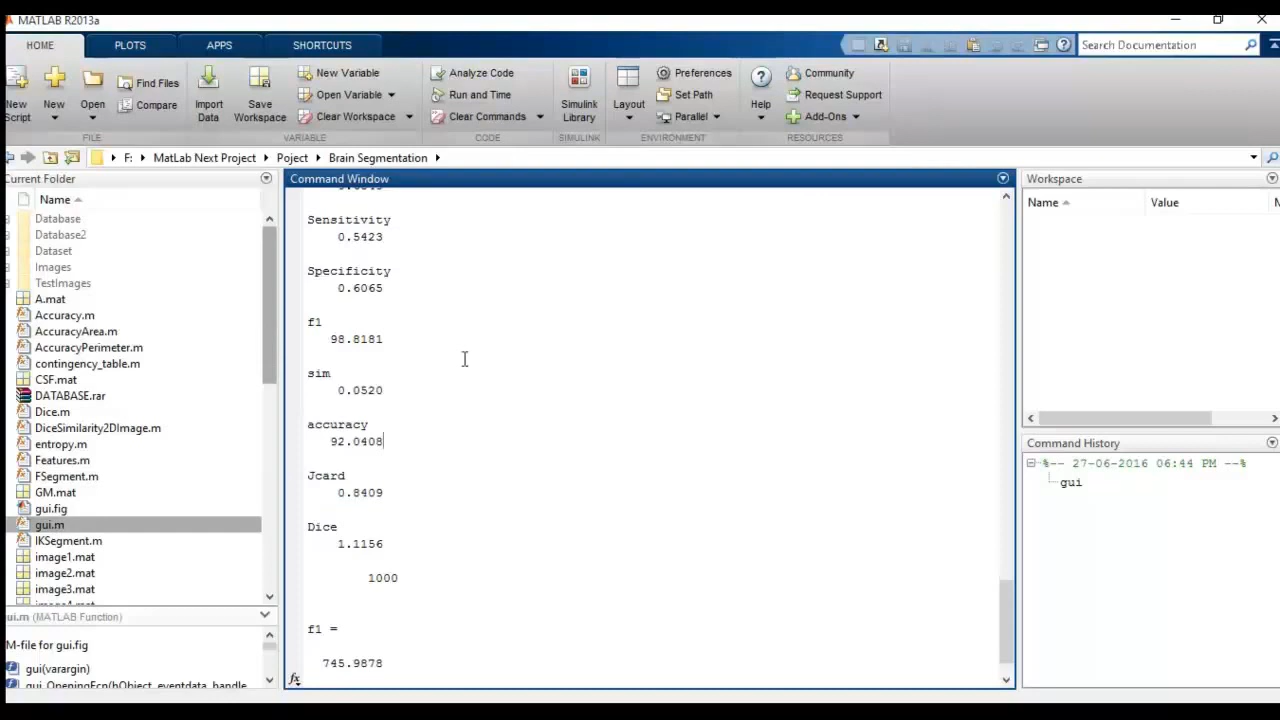 MATLAB R2013a
HOME
PLOTS
APPS
SHORTCUTS
Search Documentation
New Script
New
Open
Find Files
Compare
Import Data
Save Workspace
New Variable
Open Variable
Clear Workspace
Analyze Code
Run and Time
Clear Commands
Simulink Library
Layout
Preferences
Set Path
Parallel
Help
Community
Request Support
Add-Ons
FILE
VARIABLE
CODE
SIMULINK
ENVIRONMENT
RESOURCES
F: MatLab Next Project Poject Brain Segmentation
Current Folder
Name
Database
Database2
Dataset
Images
TestImages
A.mat
Accuracy.m
AccuracyArea.m
AccuracyPerimeter.m
contingency_table.m
CSF.mat
DATABASE.rar
Dice.m
DiceSimilarity2DImage.m
entropy.m
Features.m
FSegment.m
GM.mat
gui.fig
gui.m
IKSegment.m
image1.mat
image2.mat
image3.mat
gui.m (MATLAB Function)
M-file for gui.fig
gui(varargin)
gui_OpeningFcn(hObject, eventdata, handle
Command Window
Sensitivity
0.5423
Specificity
0.6065
f1
98.8181
sim
0.0520
accuracy
92.0408
Jcard
0.8409
Dice
1.1156
1000
f1 =
745.9878
fx
Workspace
Name
Value
Command History
%-- 27-06-2016 06:44 PM --%
gui